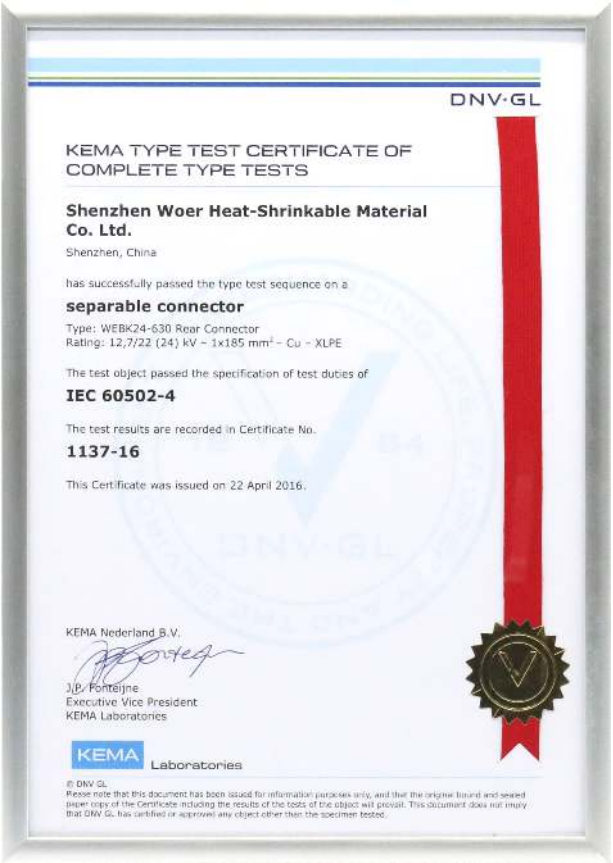 DNV·GL
KEMA TYPE TEST CERTIFICATE OF
COMPLETE TYPE TESTS
Shenzhen Woer Heat-Shrinkable Material
Co. Ltd.
Shenzhen, China
has successfully passed the type test sequence on a
separable connector
Type: WEBK24-630 Rear Connector
Rating: 12,7/22 (24) kV – 1x185 mm² – Cu – XLPE
The test object passed the specification of test duties of
IEC 60502-4
The test results are recorded in Certificate No.
1137-16
This Certificate was issued on 22 April 2016.
DNV·GL
KEMA Nederland B.V.
J.P. Fonteijne
Executive Vice President
KEMA Laboratories
KEMA Laboratories
© DNV GL
Please note that this document has been issued for information purposes only, and that the original bound and sealed
paper copy of the Certificate including the results of the tests of the object will prevail. This document does not imply
that DNV GL has certified or approved any object other than the specimen tested.